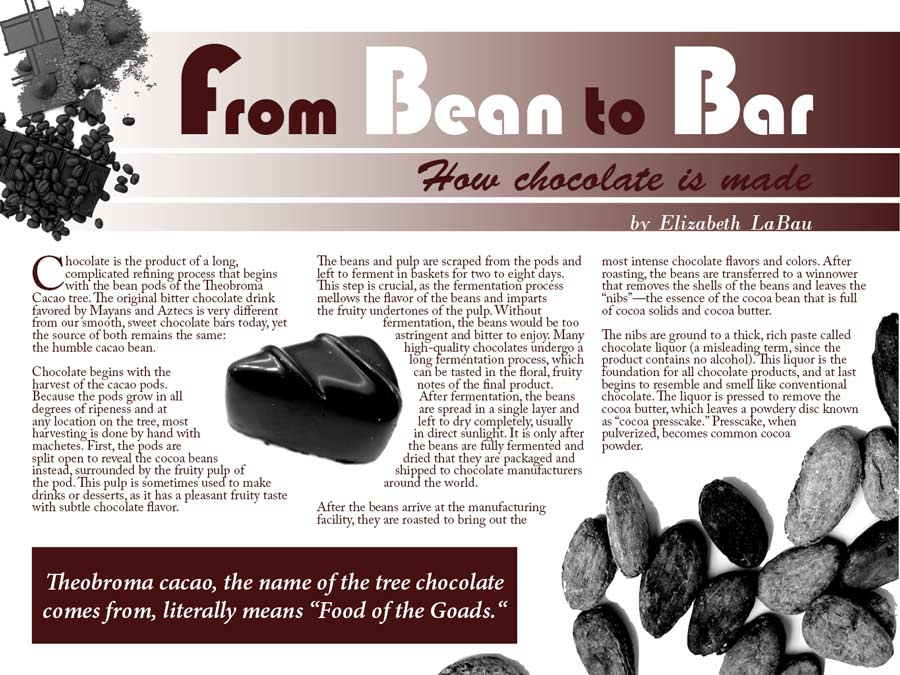 From Bean to Bar
How chocolate is made
by Elizabeth LaBau
Chocolate is the product of a long,
complicated refining process that begins
with the bean pods of the Theobroma
Cacao tree. The original bitter chocolate drink
favored by Mayans and Aztecs is very different
from our smooth, sweet chocolate bars today, yet
the source of both remains the same:
the humble cacao bean.
Chocolate begins with the
harvest of the cacao pods.
Because the pods grow in all
degrees of ripeness and at
any location on the tree, most
harvesting is done by hand with
machetes. First, the pods are
split open to reveal the cocoa beans
instead, surrounded by the fruity pulp of
the pod. This pulp is sometimes used to make
drinks or desserts, as it has a pleasant fruity taste
with subtle chocolate flavor.
The beans and pulp are scraped from the pods and
left to ferment in baskets for two to eight days.
This step is crucial, as the fermentation process
mellows the flavor of the beans and imparts
the fruity undertones of the pulp. Without
fermentation, the beans would be too
astringent and bitter to enjoy. Many
high-quality chocolates undergo a
long fermentation process, which
can be tasted in the floral, fruity
notes of the final product.
After fermentation, the beans
are spread in a single layer and
left to dry completely, usually
in direct sunlight. It is only after
the beans are fully fermented and
dried that they are packaged and
shipped to chocolate manufacturers
around the world.
After the beans arrive at the manufacturing
facility, they are roasted to bring out the
most intense chocolate flavors and colors. After
roasting, the beans are transferred to a winnower
that removes the shells of the beans and leaves the
“nibs”—the essence of the cocoa bean that is full
of cocoa solids and cocoa butter.
The nibs are ground to a thick, rich paste called
chocolate liquor (a misleading term, since the
product contains no alcohol). This liquor is the
foundation for all chocolate products, and at last
begins to resemble and smell like conventional
chocolate. The liquor is pressed to remove the
cocoa butter, which leaves a powdery disc known
as “cocoa presscake.” Presscake, when
pulverized, becomes common cocoa
powder.
Theobroma cacao, the name of the tree chocolate
comes from, literally means “Food of the Goads.“